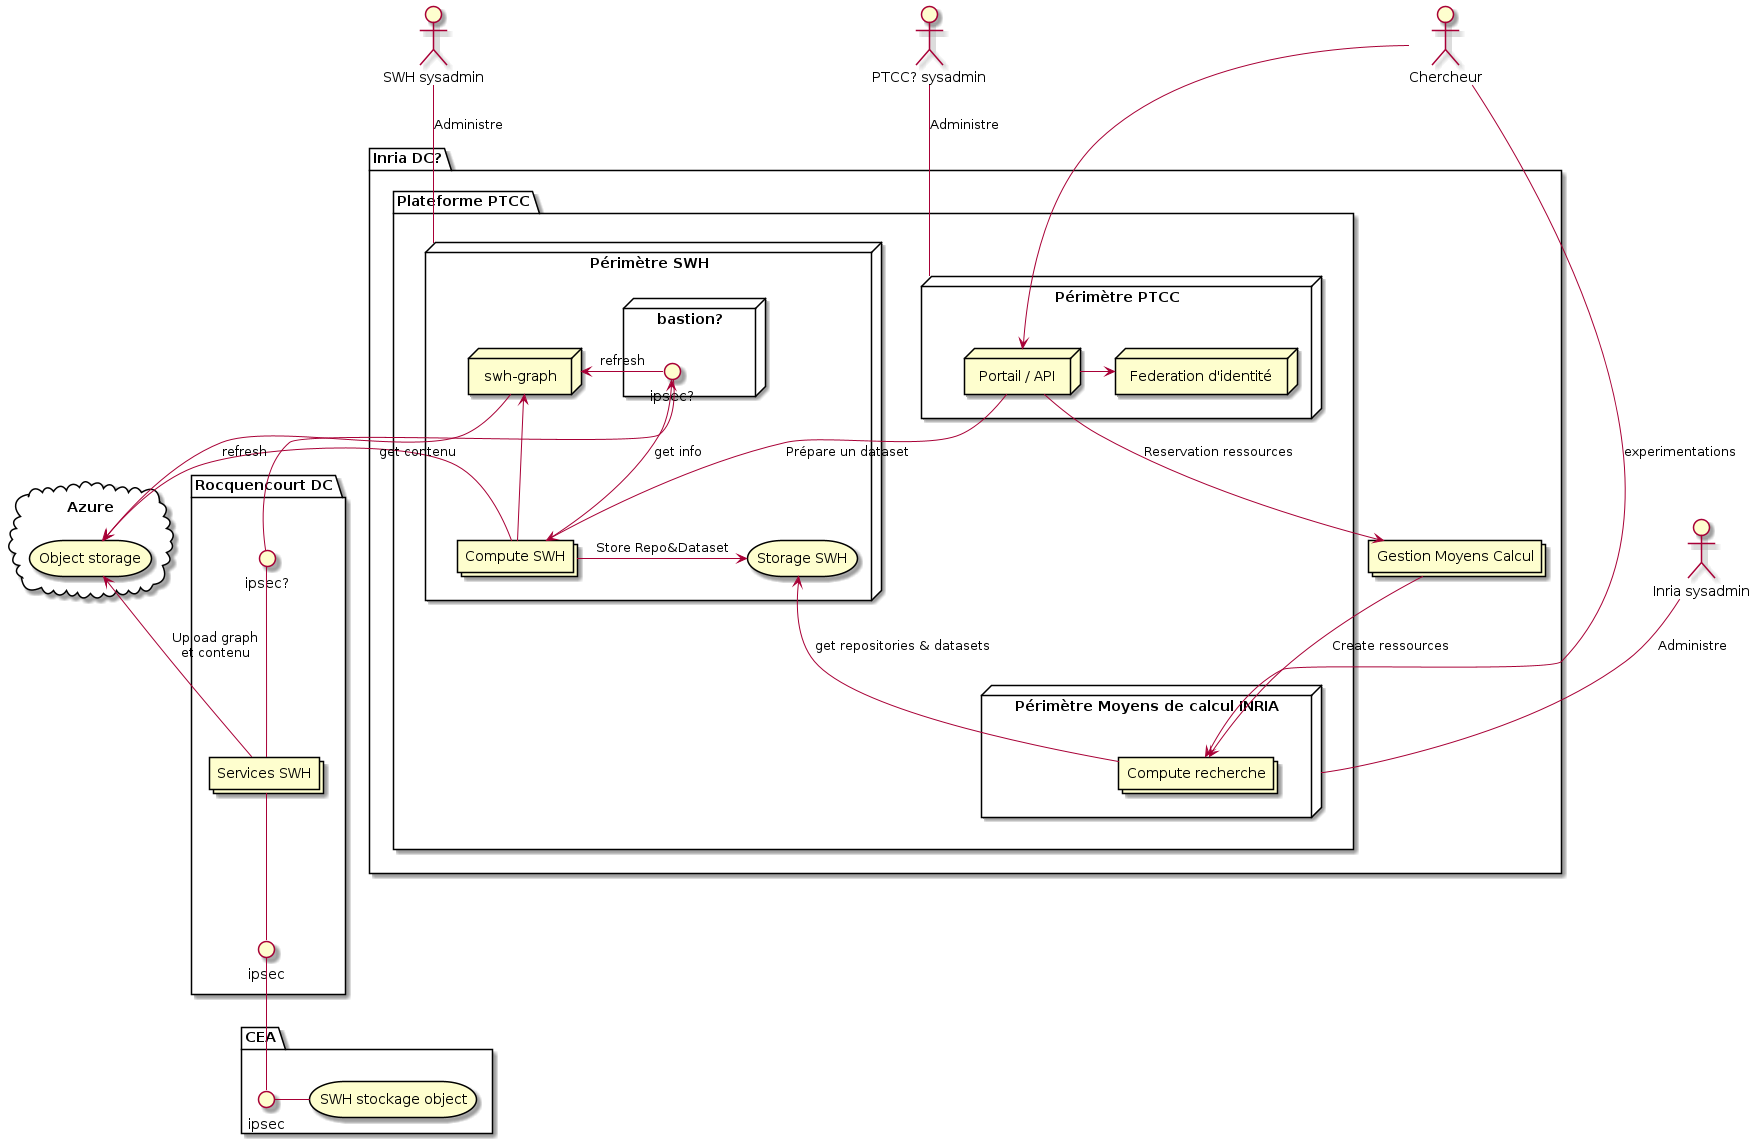 SWH sysadmin
PTCC? sysadmin
Chercheur
Administre
Administre
Inria DC?
Plateforme PTCC
Périmètre SWH
Périmètre PTCC
bastion?
refresh
swh-graph
ipsec?
Portail / API
Federation d'identité
refresh
get contenu
get info
Prépare un dataset
Reservation ressources
experimentations
Rocquencourt DC
Azure
Object storage
ipsec?
Compute SWH
Store Repo&Dataset
Storage SWH
Gestion Moyens Calcul
Inria sysadmin
Upload graph
et contenu
get repositories & datasets
Create ressources
Administre
Périmètre Moyens de calcul INRIA
Services SWH
Compute recherche
ipsec
CEA
SWH stockage object
ipsec